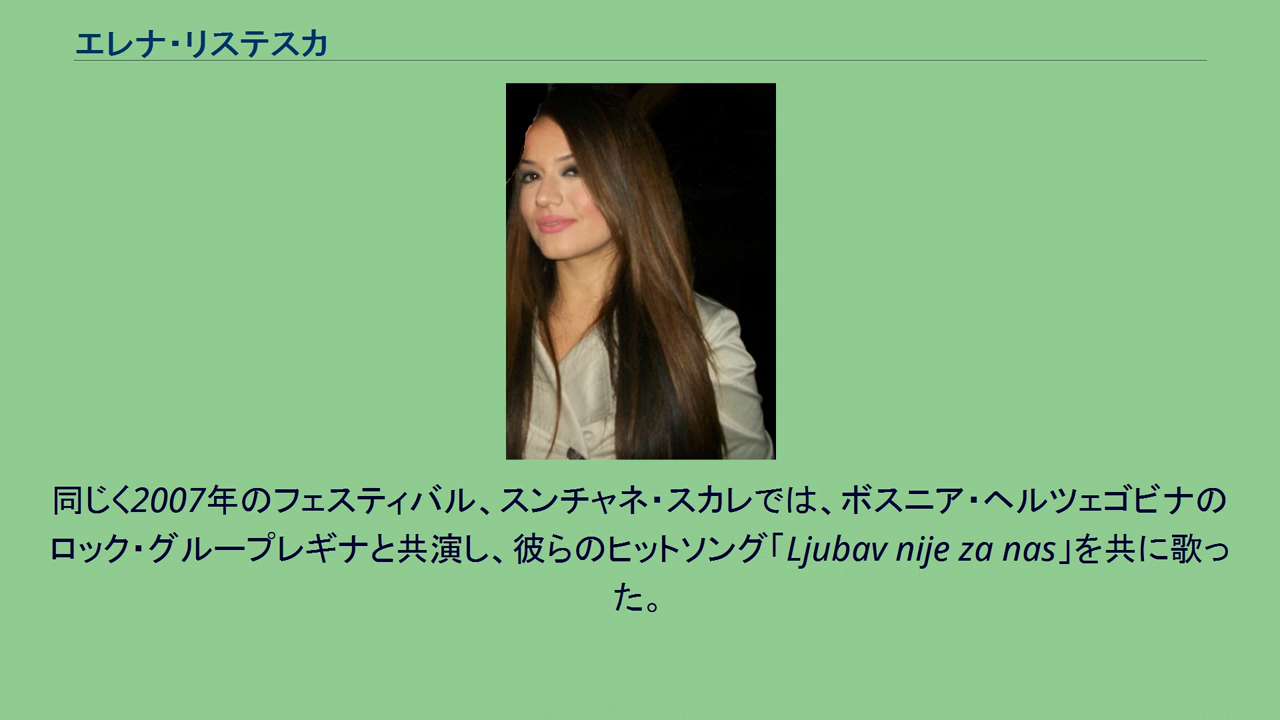 エレナ・リステスカ
同じく2007年のフェスティバル、スンチャネ・スカレでは、ボスニア・ヘルツェゴビナの
ロック・グループレギナと共演し、彼らのヒットソング「Ljubav nije za nas」を共に歌っ
た。